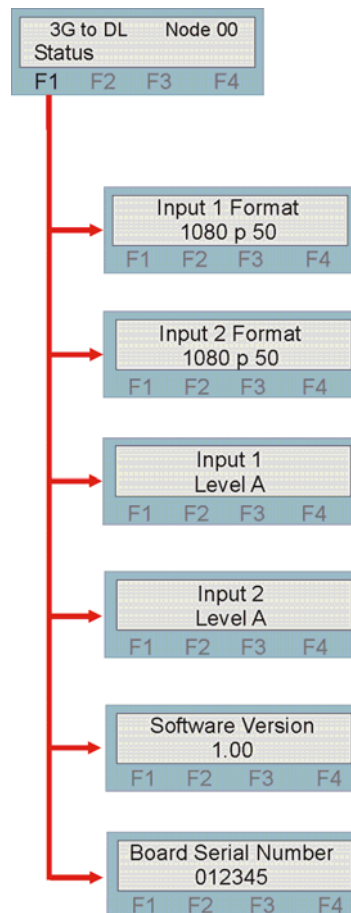 3G to DL Node 00
Status
F1 F2 F3 F4
Input 1 Format
1080 p 50
F1 F2 F3 F4
Input 2 Format
1080 p 50
F1 F2 F3 F4
Input 1
Level A
F1 F2 F3 F4
Input 2
Level A
F1 F2 F3 F4
Software Version
1.00
F1 F2 F3 F4
Board Serial Number
012345
F1 F2 F3 F4